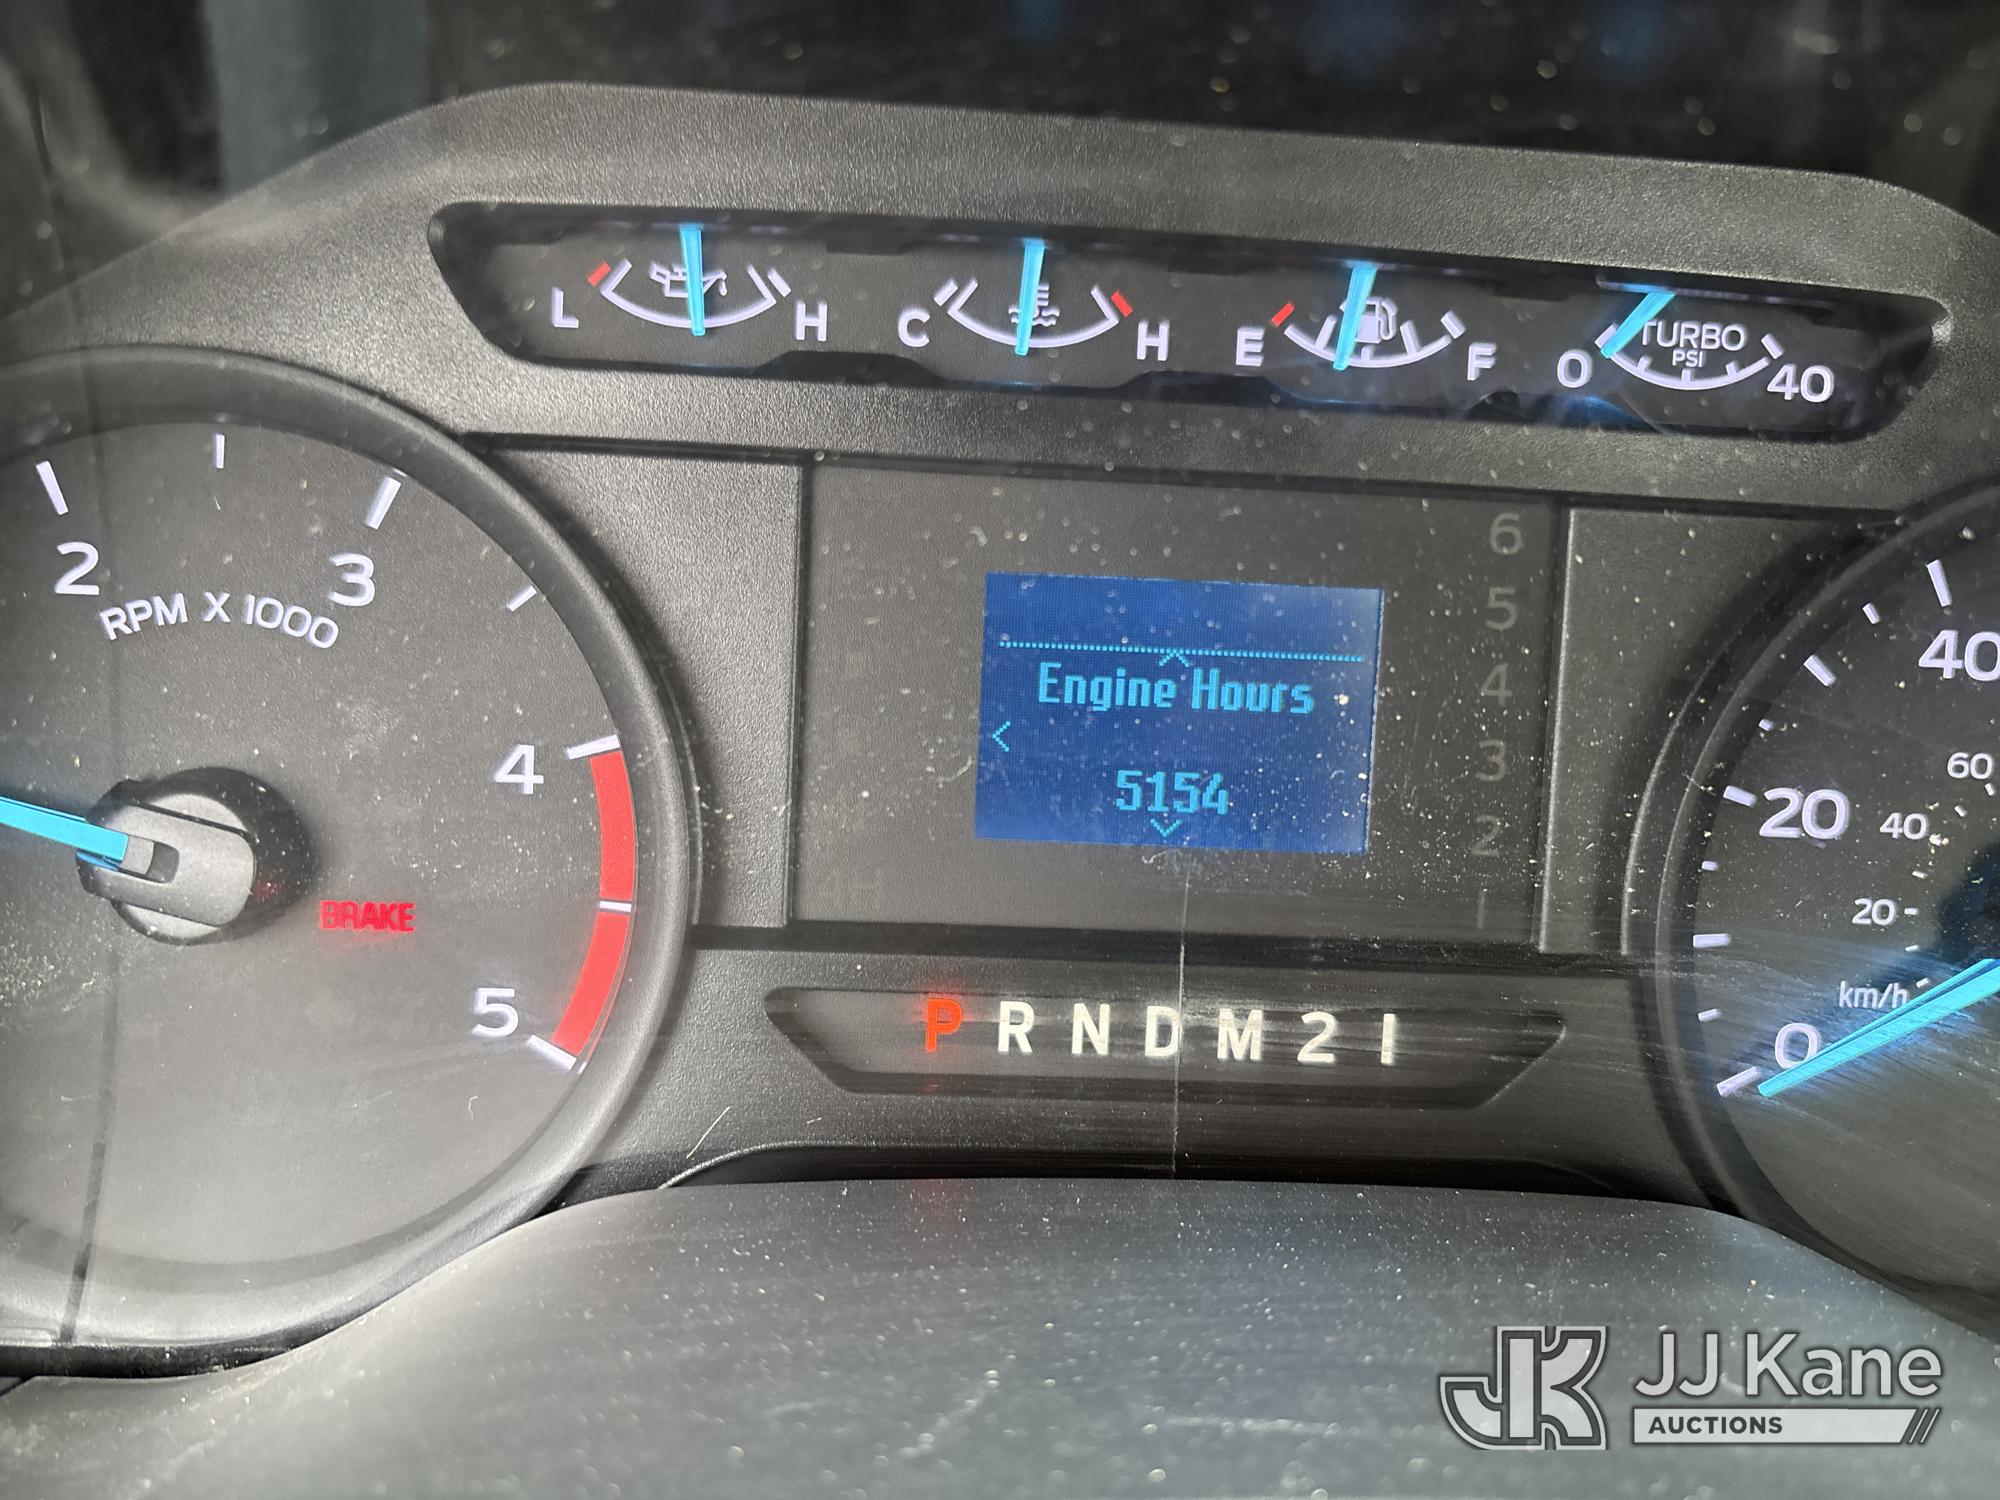 L H C H E F 0 TURBO PSI 40
2 3
RPM X 1000
4
5
BRAKE
Engine Hours
5154
6
5
4
3
2
1
P R N D M 2 1
40
20
0
60
40
20
km/h
JK JJ Kane
AUCTIONS